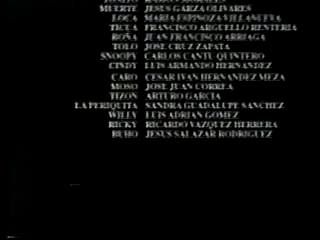 MUERTE JESUS GARZA OLIVARES
LOCA MARIA ESPINOZA VILLANUEVA
TICUA FRANCISCO ARGUELLO RENTERIA
ROÑA JUAN FRANCISCO ARRIAGA
TOLO JOSE CRUZ ZAPATA
SNOOPY CARLOS CANTU QUINTERO
CINDY LUIS ARMANDO HERNANDEZ
CARO CESAR IVAN HERNANDEZ MEZA
MOSO JOSE JUAN CORREA
TIZON ARTURO GARCIA
LA PERIQUITA SANDRA GUADALUPE SANCHEZ
WILLY LUIS ADRIAN GOMEZ
RICKY RICARDO VAZQUEZ HERRERA
BUHO JESUS SALAZAR RODRIGUEZ